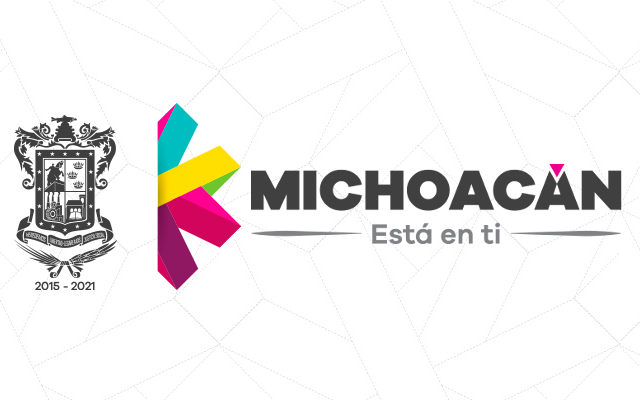 2015 - 2021
MICHOACÁN
Está en ti